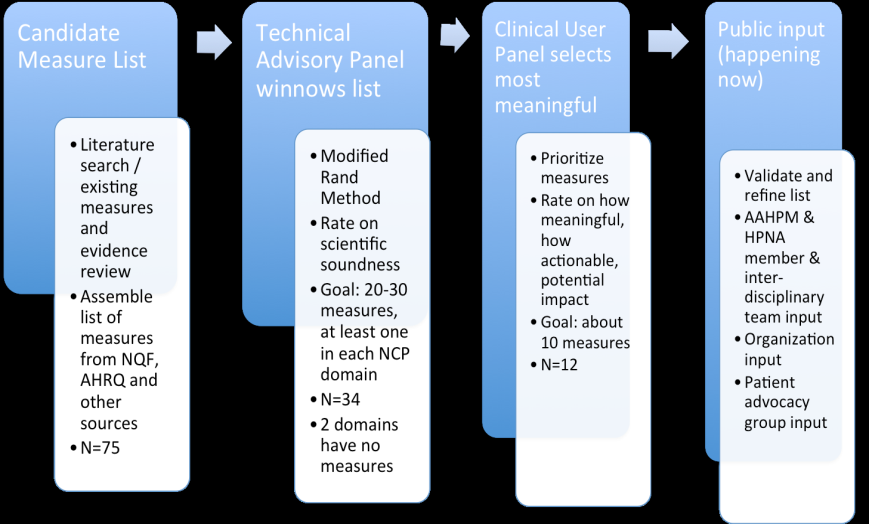 Candidate
Measure List
• Literature
search /
existing
measures
and
evidence
review
• Assemble
list of
measures
from NQF,
AHRQ and
other
sources
• N=75
Technical
Advisory Panel
winnows list
• Modified
Rand
Method
• Rate on
scientific
soundness
• Goal: 20-30
measures,
at least one
in each NCP
domain
• N=34
• 2 domains
have no
measures
Clinical User
Panel selects
most
meaningful
• Prioritize
measures
• Rate on how
meaningful,
how
actionable,
potential
impact
• Goal: about
10 measures
• N=12
Public input
(happening
now)
• Validate and
refine list
• AAHPM &
HPNA
member &
inter-
disciplinary
team input
• Organization
input
• Patient
advocacy
group input